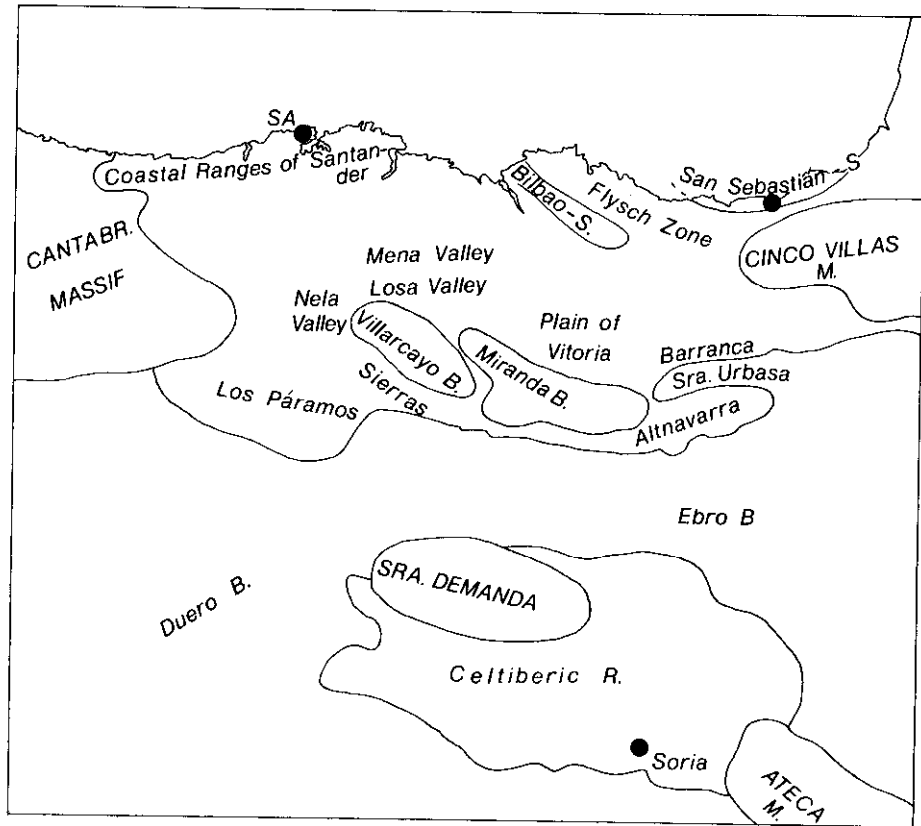 SA
Coastal Ranges of Santan-
der
Bilbao-S.
Flysch Zone
San Sebastián S
CANTABR.
MASSIF
CINCO VILLAS
M.
Mena Valley
Losa Valley
Nela
Valley
Villarcayo B.
Miranda B.
Plain of
Vitoria
Barranca
Sra. Urbasa
Altnavarra
Sierras
Los Páramos
Ebro B
Duero B.
SRA. DEMANDA
Celtiberic R.
Soria
ATECA
M.